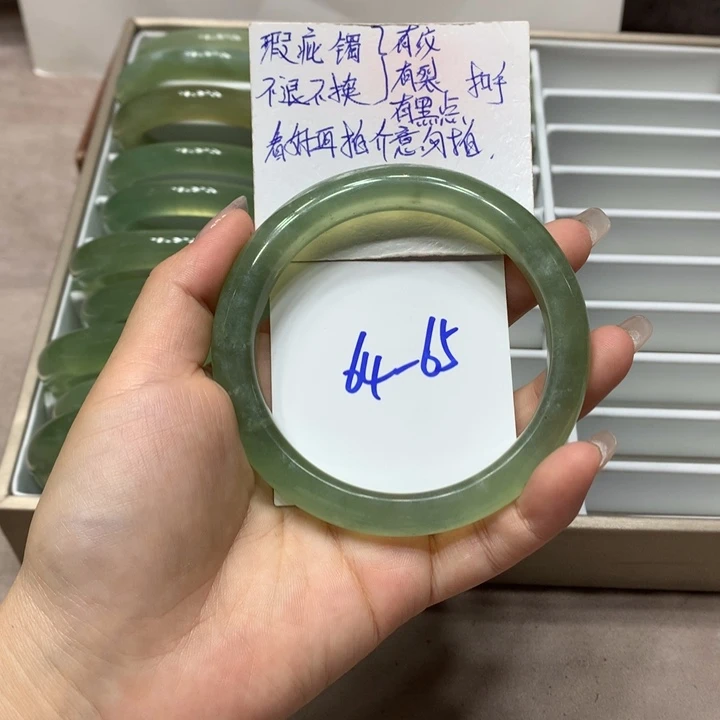 瑕疵镯 有纹
不退不换 有裂 扣手
有黑点
看好再拍介意勿拍.
64-65